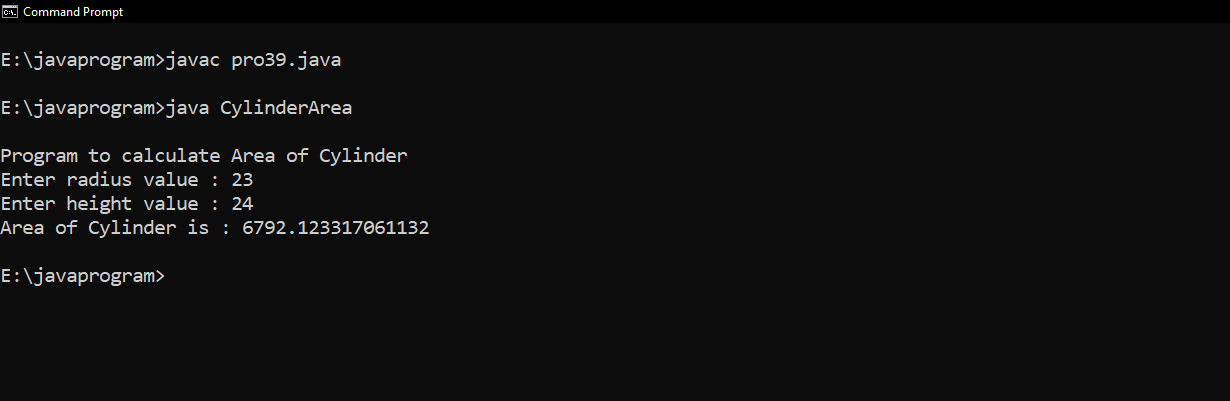 Command Prompt
E:\javaprogram>javac pro39.java
E:\javaprogram>java CylinderArea
Program to calculate Area of Cylinder
Enter radius value : 23
Enter height value : 24
Area of Cylinder is : 6792.123317061132
E:\javaprogram>